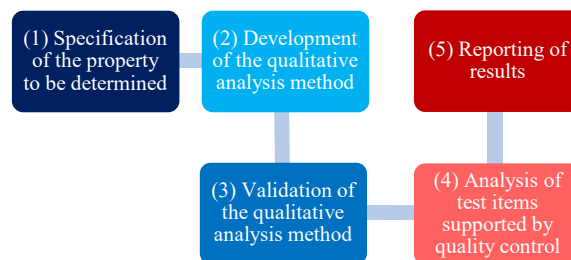 (1) Specification
of the property
to be determined
(2) Development
of the qualitative
analysis method
(3) Validation of
the qualitative
analysis method
(4) Analysis of
test items
supported by
quality control
(5) Reporting of
results